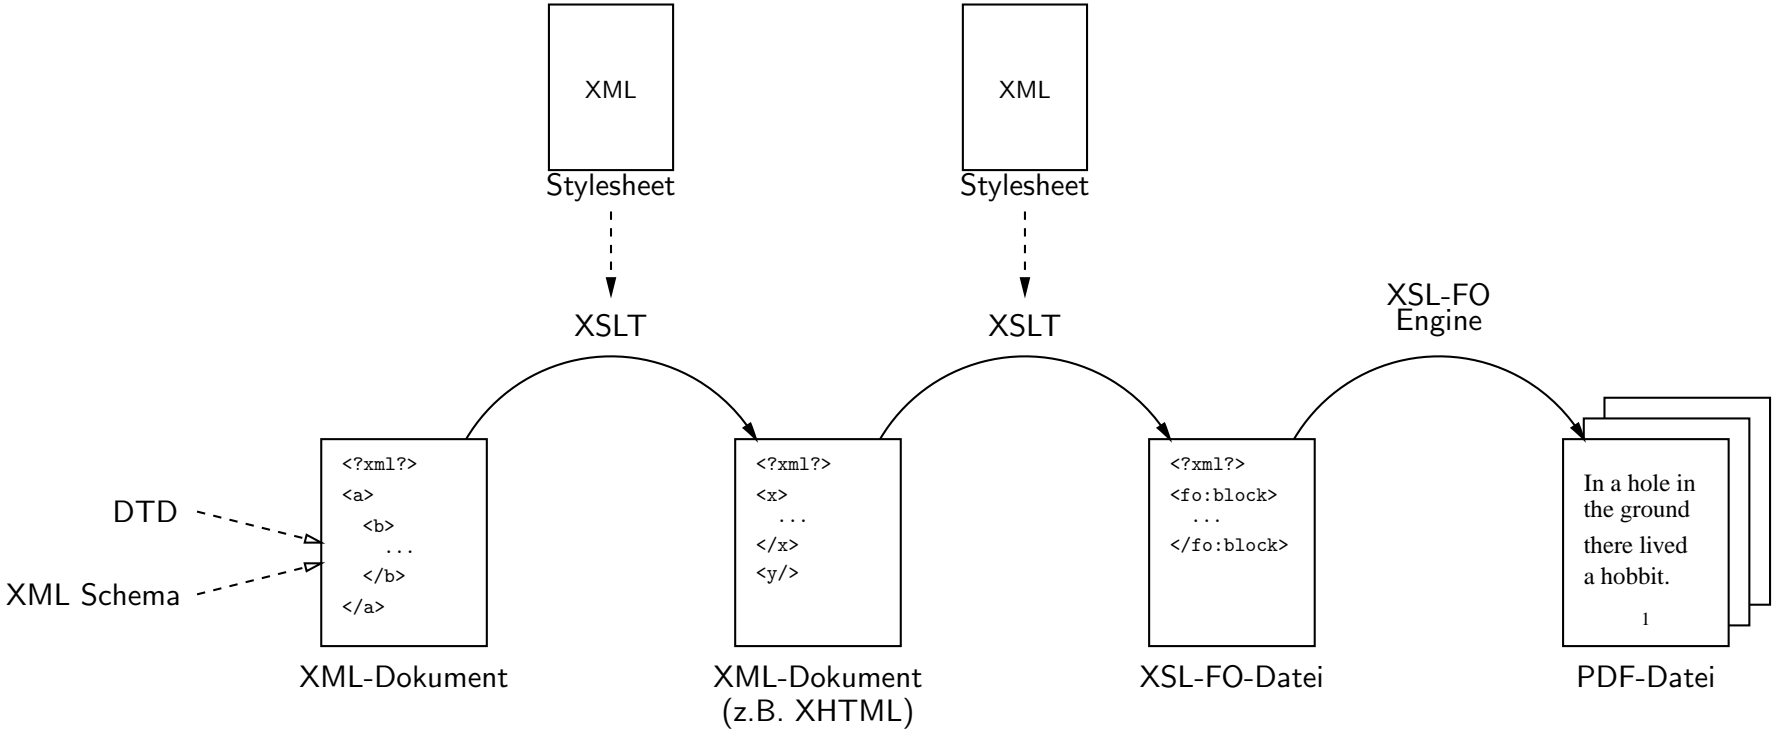 XML
Stylesheet
XML
Stylesheet
XSLT
XSLT
XSL-FO
Engine
DTD
XML Schema
<?xml?>
<a>
<b>
...
</b>
</a>
XML-Dokument
<?xml?>
<x>
...
</x>
<y/>
XML-Dokument
(z.B. XHTML)
<?xml?>
<fo:block>
...
</fo:block>
XSL-FO-Datei
In a hole in
the ground
there lived
a hobbit.
1
PDF-Datei